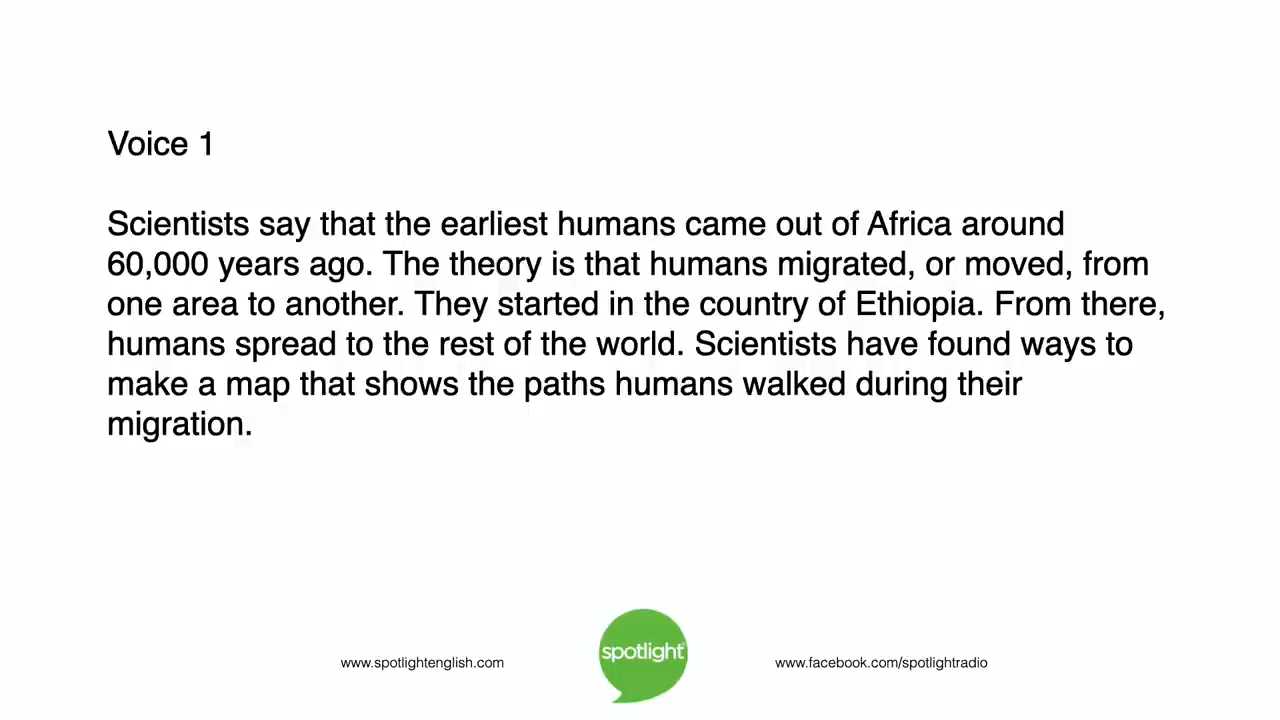 Voice 1
Scientists say that the earliest humans came out of Africa around
60,000 years ago. The theory is that humans migrated, or moved, from
one area to another. They started in the country of Ethiopia. From there,
humans spread to the rest of the world. Scientists have found ways to
make a map that shows the paths humans walked during their
migration.
www.spotlightenglish.com
spotlight
www.facebook.com/spotlightradio